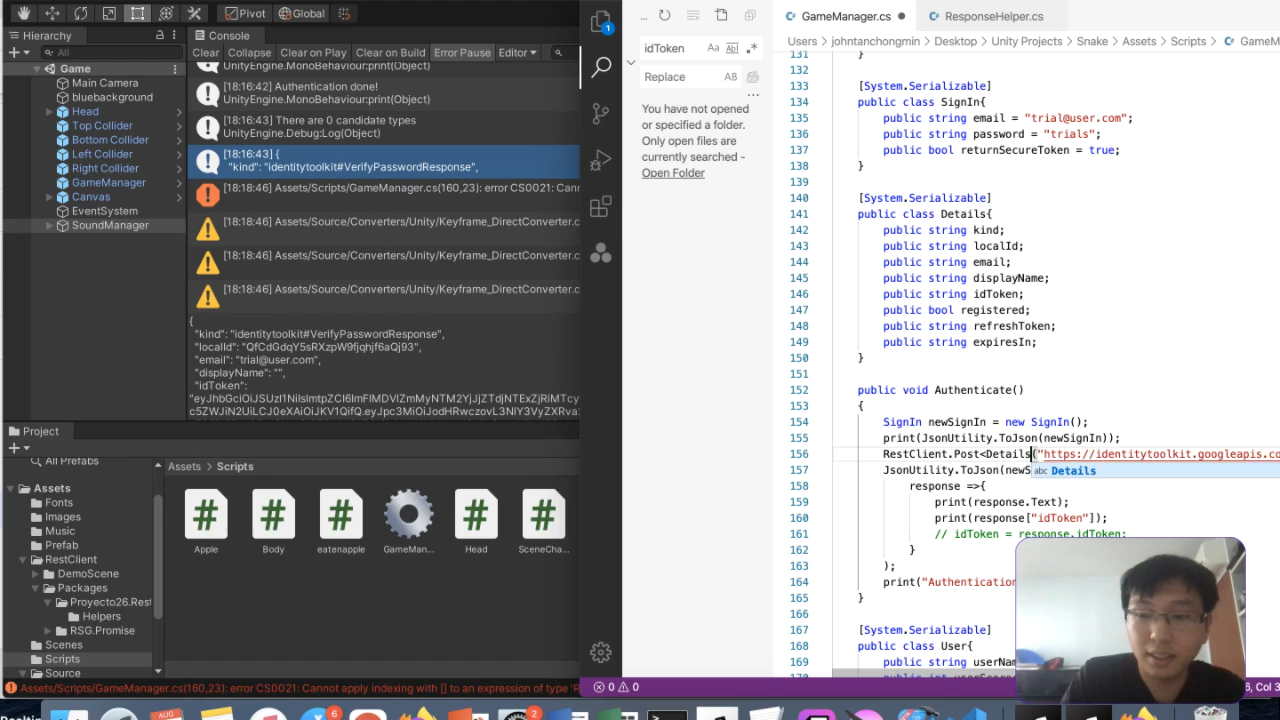 Pivot
Global
Hierarchy
All
Game
Main Camera
bluebackground
Head
Top Collider
Bottom Collider
Left Collider
Right Collider
GameManager
Canvas
EventSystem
SoundManager
Console
Clear
Collapse
Clear on Play
Clear on Build
Error Pause
Editor
UnityEngine.MonoBehaviour:print(Object)
[18:16:42] Authentication done!
UnityEngine.MonoBehaviour:print(Object)
[18:16:43] There are 0 candidate types
UnityEngine.Debug:Log(Object)
[18:16:43] {
"kind": "identitytoolkit#VerifyPasswordResponse",
[18:18:46] Assets/Scripts/GameManager.cs(160,23): error CS0021: Canno
[18:18:46] Assets/Source/Converters/Unity/Keyframe_DirectConverter.c
[18:18:46] Assets/Source/Converters/Unity/Keyframe_DirectConverter.c
[18:18:46] Assets/Source/Converters/Unity/Keyframe_DirectConverter.c
{
"kind": "identitytoolkit#VerifyPasswordResponse",
"localId": "QfCdGdqY5sRXzpW9fjqhjf6aQj93",
"email": "trial@user.com",
"displayName": "",
"idToken":
Project
All Prefabs
Assets
Fonts
Images
Music
Prefab
RestClient
DemoScene
Packages
Proyecto26.Rest
Helpers
RSG.Promise
Scenes
Scripts
Source
Assets > Scripts
Apple
Body
eatenapple
GameMan...
Head
SceneCha...
Assets/Scripts/GameManager.cs(160,23): error CS0021: Cannot apply indexing with [] to an expression of type 'R
1
...
idToken
Aa
Abl
Replace
AB
...
You have not opened
or specified a folder.
Only open files are
currently searched -
Open Folder
0 0
GameManager.cs
ResponseHelper.cs
Users > johntanchongmin > Desktop > Unity Projects > Snake > Assets > Scripts > GameM
131 }
132
133 [System.Serializable]
134 public class SignIn{
135 public string email = "trial@user.com";
136 public string password = "trials";
137 public bool returnSecureToken = true;
138 }
139
140 [System.Serializable]
141 public class Details{
142 public string kind;
143 public string localId;
144 public string email;
145 public string displayName;
146 public string idToken;
147 public bool registered;
148 public string refreshToken;
149 public string expiresIn;
150 }
151
152 public void Authenticate()
153 {
154 SignIn newSignIn = new SignIn();
155 print(JsonUtility.ToJson(newSignIn));
156 RestClient.Post<Details("https://identitytoolkit.googleapis.co
157 JsonUtility.ToJson(newS
abc Details
158 response =>{
159 print(response.Text);
160 print(response["idToken"]);
161 // idToken = response.idToken;
162 }
163 );
164 print("Authentication
165 }
166
167 [System.Serializable]
168 public class User{
169 public string userNam
6, Col 3
AUG
6
2